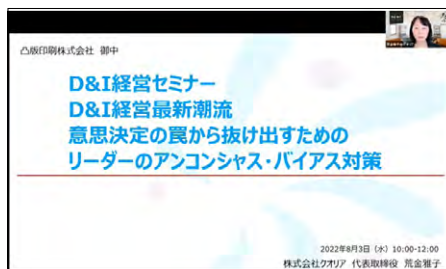 凸版印刷株式会社 御中
D&I経営セミナー
D&I経営最新潮流
意思決定の罠から抜け出すための
リーダーのアンコンシャス・バイアス対策
2022年8月3日（水）10:00-12:00
株式会社クオリア 代表取締役 荒金雅子